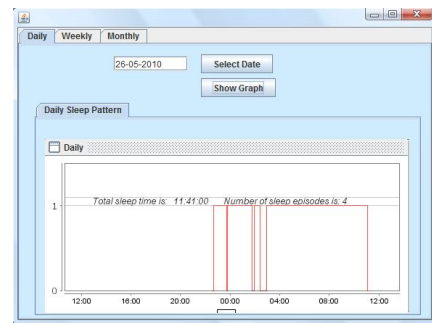 Daily Weekly Monthly
26-05-2010 Select Date
Show Graph
Daily Sleep Pattern
Daily
Total sleep time is: 11:41:00 Number of sleep episodes is: 4
1
0
12:00 16:00 20:00 00:00 04:00 08:00 12:00